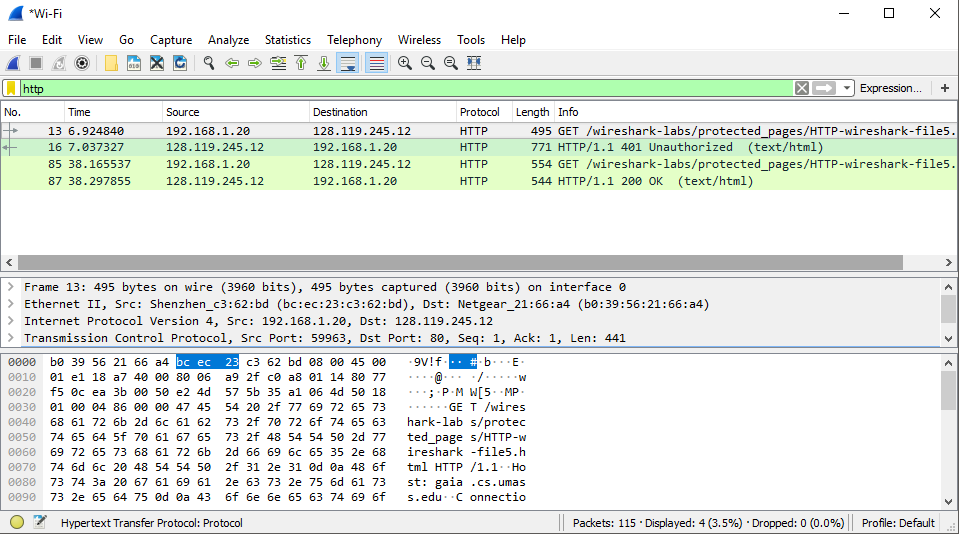 *Wi-Fi
File Edit View Go Capture Analyze Statistics Telephony Wireless Tools Help
http Expression... +
No. Time Source Destination Protocol Length Info
13 6.924840 192.168.1.20 128.119.245.12 HTTP 495 GET /wireshark-labs/protected_pages/HTTP-wireshark-file5.
16 7.037327 128.119.245.12 192.168.1.20 HTTP 771 HTTP/1.1 401 Unauthorized (text/html)
85 38.165537 192.168.1.20 128.119.245.12 HTTP 554 GET /wireshark-labs/protected_pages/HTTP-wireshark-file5.
87 38.297855 128.119.245.12 192.168.1.20 HTTP 544 HTTP/1.1 200 OK (text/html)
Frame 13: 495 bytes on wire (3960 bits), 495 bytes captured (3960 bits) on interface 0
Ethernet II, Src: Shenzhen_c3:62:bd (bc:ec:23:c3:62:bd), Dst: Netgear_21:66:a4 (b0:39:56:21:66:a4)
Internet Protocol Version 4, Src: 192.168.1.20, Dst: 128.119.245.12
Transmission Control Protocol, Src Port: 59963, Dst Port: 80, Seq: 1, Ack: 1, Len: 441
0000 b0 39 56 21 66 a4 bc ec 23 c3 62 bd 08 00 45 00 ·9V!f··· #·b···E·
0010 01 e1 18 a7 40 00 80 06 a9 2f c0 a8 01 14 80 77 ····@··· ·/·····w
0020 f5 0c ea 3b 00 50 e2 4d 57 5b 35 a1 06 4d 50 18 ···;·P·M W[5··MP·
0030 01 00 04 86 00 00 47 45 54 20 2f 77 69 72 65 73 ······GE T /wires
0040 68 61 72 6b 2d 6c 61 62 73 2f 70 72 6f 74 65 63 hark-lab s/protec
0050 74 65 64 5f 70 61 67 65 73 2f 48 54 54 50 2d 77 ted_page s/HTTP-w
0060 69 72 65 73 68 61 72 6b 2d 66 69 6c 65 35 2e 68 ireshark -file5.h
0070 74 6d 6c 20 48 54 54 50 2f 31 2e 31 0d 0a 48 6f tml HTTP /1.1··Ho
0080 73 74 3a 20 67 61 69 61 2e 63 73 2e 75 6d 61 73 st: gaia .cs.umas
0090 73 2e 65 64 75 0d 0a 43 6f 6e 6e 65 63 74 69 6f s.edu··C onnectio
Hypertext Transfer Protocol: Protocol Packets: 115 · Displayed: 4 (3.5%) · Dropped: 0 (0.0%) Profile: Default